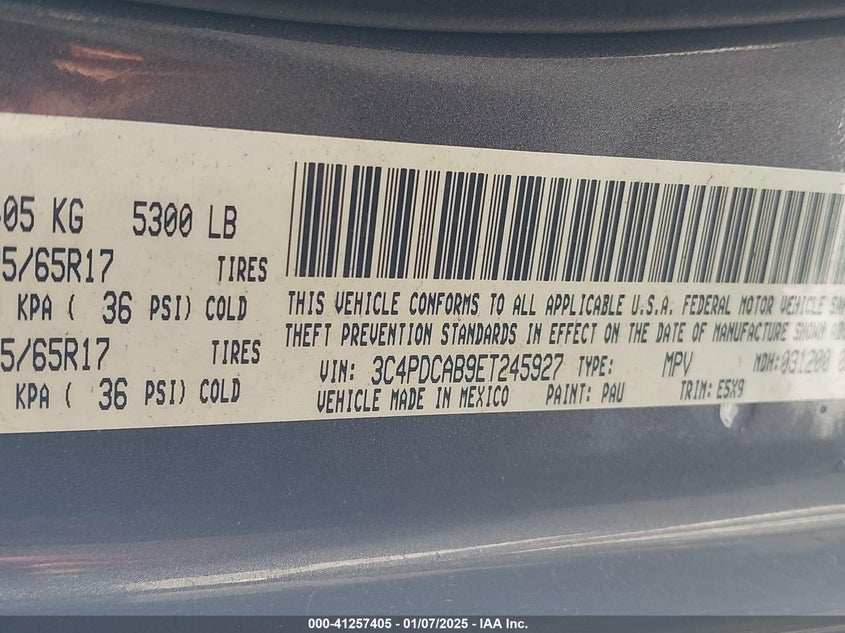 05 KG 5300 LB
5/65R17 TIRES
KPA ( 36 PSI) COLD
5/65R17 TIRES
KPA ( 36 PSI) COLD
THIS VEHICLE CONFORMS TO ALL APPLICABLE U.S.A. FEDERAL MOTOR VEHICLE SA
THEFT PREVENTION STANDARDS IN EFFECT ON THE DATE OF MANUFACTURE SHOWN
VIN: 3C4PDCAB9ET245927 TYPE: MPV MDH: 031200
VEHICLE MADE IN MEXICO PAINT: PAU TRIM: E5X9
000-41257405 - 01/07/2025 - IAA Inc.